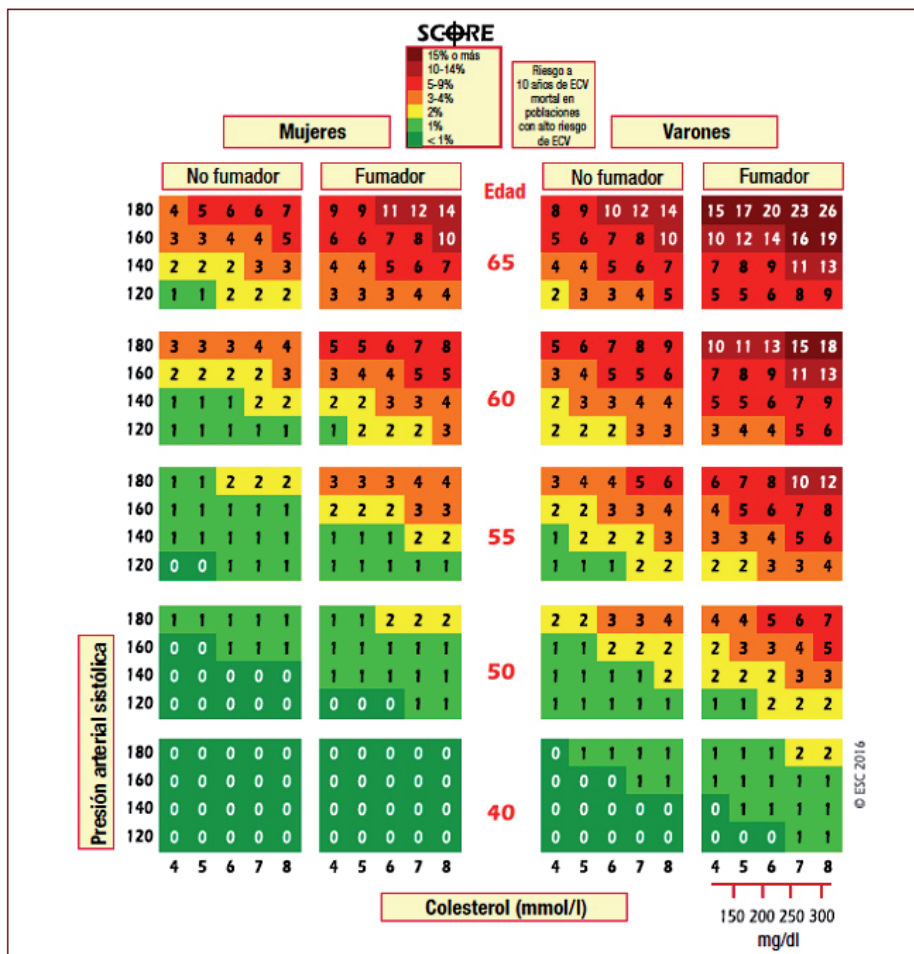 SCORE
15% o más
10-14%
5-9%
3-4%
2%
1%
< 1%
Riesgo a
10 años de ECV
mortal en
poblaciones
con alto riesgo
de ECV
Mujeres
Varones
No fumador
Fumador
Edad
No fumador
Fumador
180 4 5 6 6 7 9 9 11 12 14 8 9 10 12 14 15 17 20 23 26
160 3 3 4 4 5 6 6 7 8 10 5 6 7 8 10 10 12 14 16 19
65
140 2 2 2 3 3 4 4 5 6 7 4 4 5 6 7 7 8 9 11 13
120 1 1 2 2 2 3 3 3 4 4 2 3 3 4 5 5 5 6 8 9
180 3 3 3 4 4 5 5 6 7 8 5 6 7 8 9 10 11 13 15 18
160 2 2 2 2 3 3 4 4 5 5 3 4 5 5 6 7 8 9 11 13
60
140 1 1 1 2 2 2 2 3 3 4 2 3 3 4 4 5 5 6 7 9
120 1 1 1 1 1 1 2 2 2 3 2 2 2 3 3 3 4 4 5 6
180 1 1 2 2 2 3 3 3 4 4 3 4 4 5 6 6 7 8 10 12
160 1 1 1 1 1 2 2 2 3 3 2 2 3 3 4 4 5 6 7 8
55
140 1 1 1 1 1 1 1 1 2 2 1 2 2 2 3 3 3 4 5 6
120 0 0 1 1 1 1 1 1 1 1 1 1 1 2 2 2 2 3 3 4
180 1 1 1 1 1 1 1 2 2 2 2 2 3 3 4 4 4 5 6 7
160 0 0 1 1 1 1 1 1 1 1 1 1 2 2 2 2 3 3 4 5
50
140 0 0 0 0 0 1 1 1 1 1 1 1 1 1 2 2 2 2 3 3
120 0 0 0 0 0 0 0 0 1 1 1 1 1 1 1 1 1 2 2 2
180 0 0 0 0 0 0 0 0 0 0 0 1 1 1 1 1 1 1 2 2
160 0 0 0 0 0 0 0 0 0 0 0 0 0 1 1 1 1 1 1 1
40
140 0 0 0 0 0 0 0 0 0 0 0 0 0 0 0 0 1 1 1 1
120 0 0 0 0 0 0 0 0 0 0 0 0 0 0 0 0 0 0 1 1
4 5 6 7 8 4 5 6 7 8 4 5 6 7 8 4 5 6 7 8
Presión arterial sistólica
© ESC 2016
Colesterol (mmol/l)
150 200 250 300
mg/dl